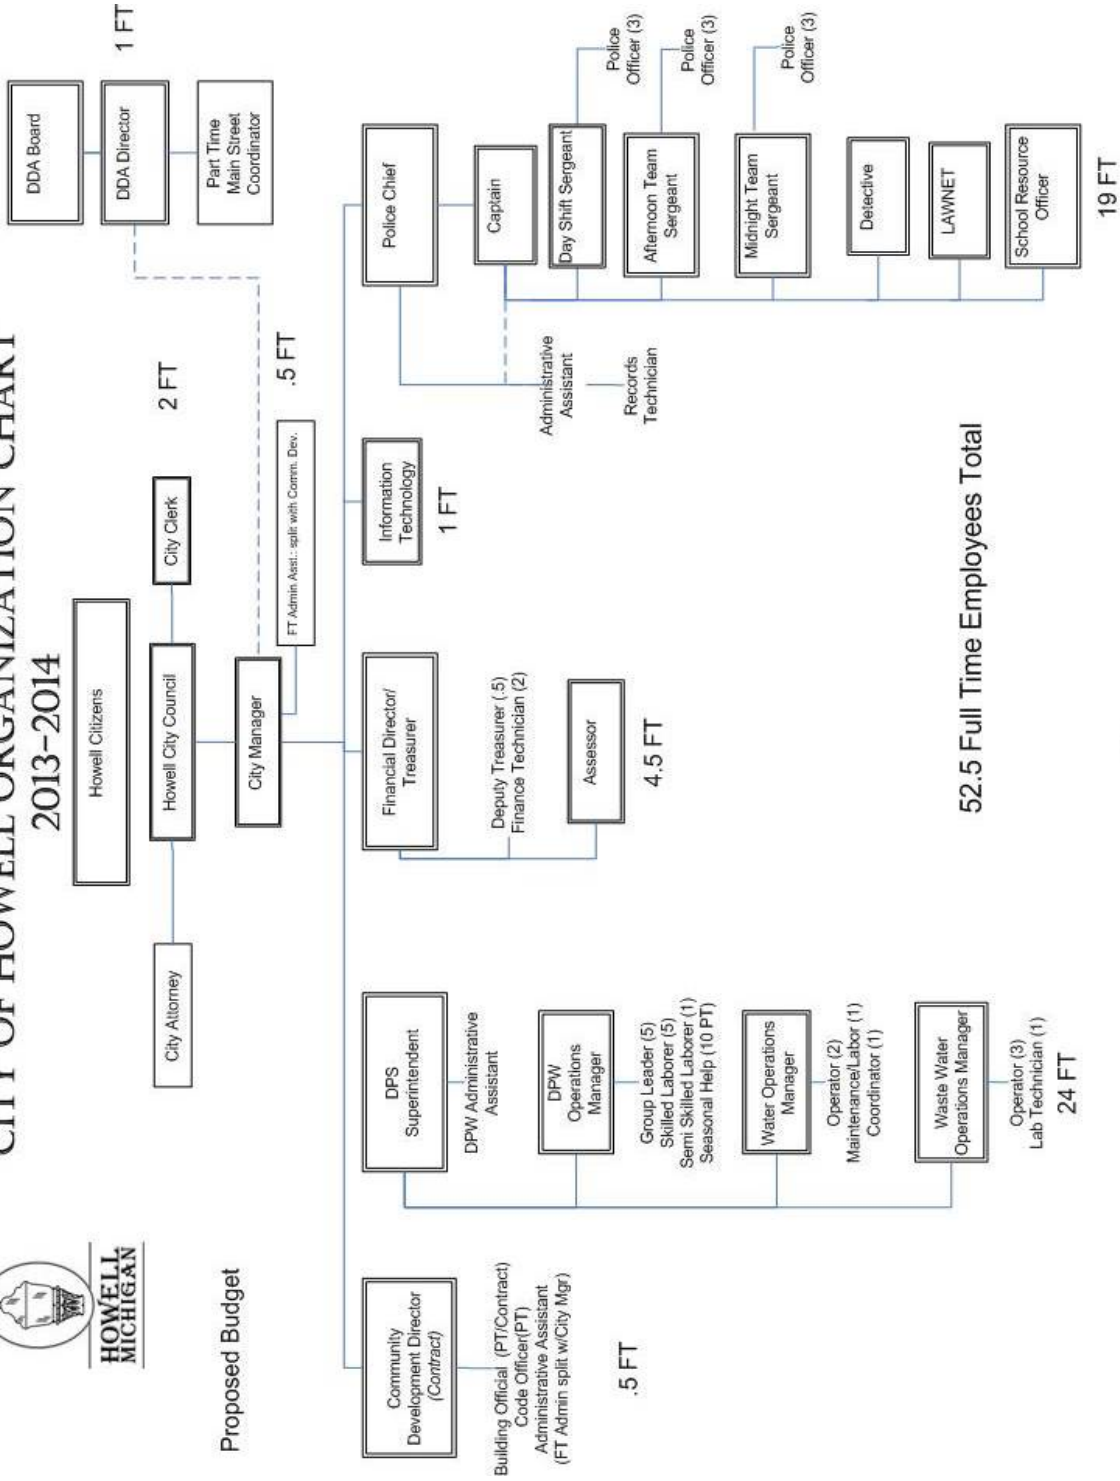 CITY OF HOWELL ORGANIZATION CHART
2013-2014
HOWELL
MICHIGAN
Proposed Budget
Howell Citizens
City Attorney
Howell City Council
City Clerk
2 FT
City Manager
FT Admin Asst.: split with Comm. Dev.
.5 FT
DDA Board
DDA Director
1 FT
Part Time
Main Street
Coordinator
Community
Development Director
(Contract)
Building Official (PT/Contract)
Code Officer(PT)
Administrative Assistant
(FT Admin split w/City Mgr)
.5 FT
DPS
Superintendent
DPW Administrative
Assistant
DPW
Operations
Manager
Group Leader (5)
Skilled Laborer (5)
Semi Skilled Laborer (1)
Seasonal Help (10 PT)
Water Operations
Manager
Operator (2)
Maintenance/Labor (1)
Coordinator (1)
Waste Water
Operations Manager
Operator (3)
Lab Technician (1)
24 FT
Financial Director/
Treasurer
Deputy Treasurer (.5)
Finance Technician (2)
Assessor
4.5 FT
Information
Technology
1 FT
Police Chief
Administrative
Assistant
Records
Technician
Captain
Day Shift Sergeant
Police
Officer (3)
Afternoon Team
Sergeant
Police
Officer (3)
Midnight Team
Sergeant
Police
Officer (3)
Detective
LAWNET
School Resource
Officer
19 FT
52.5 Full Time Employees Total